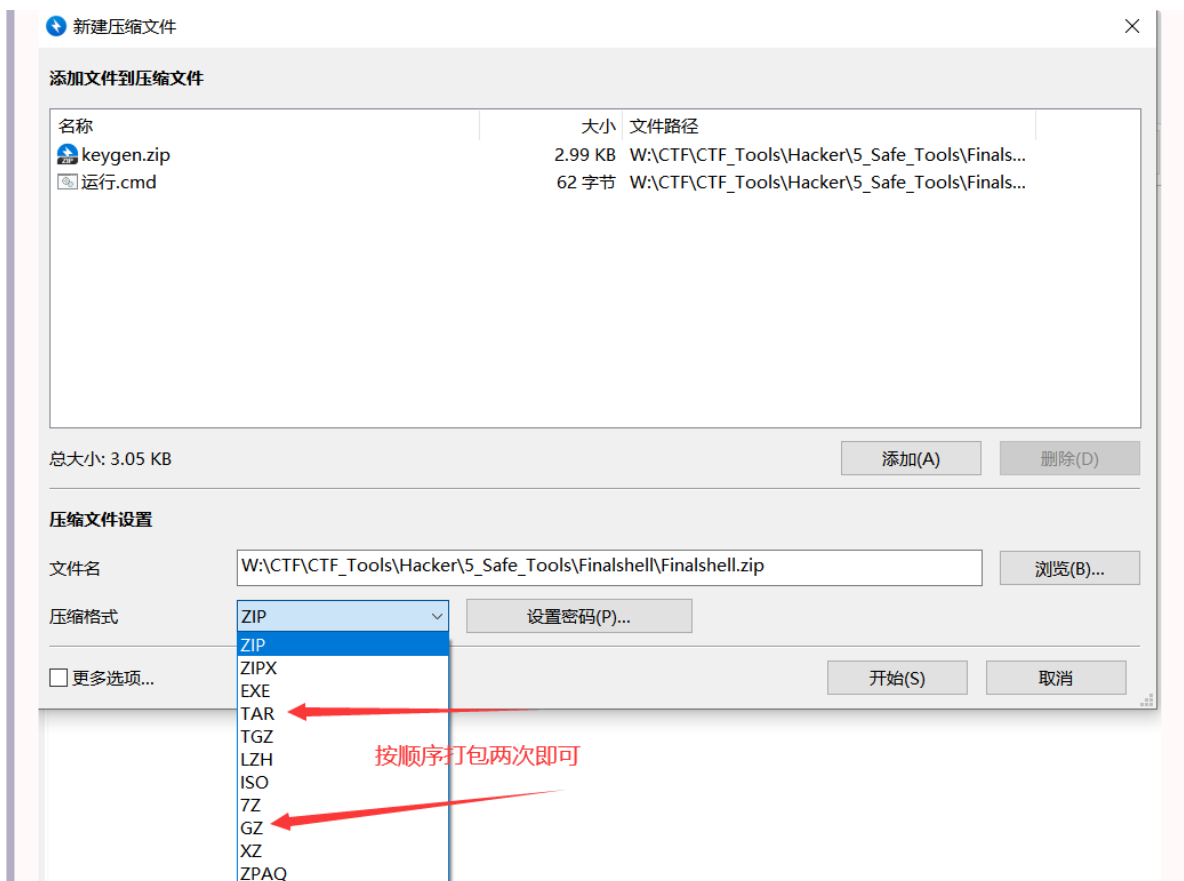 新建压缩文件
添加文件到压缩文件
名称 大小 文件路径
keygen.zip 2.99 KB W:\CTF\CTF_Tools\Hacker\5_Safe_Tools\Finals...
运行.cmd 62 字节 W:\CTF\CTF_Tools\Hacker\5_Safe_Tools\Finals...
总大小: 3.05 KB 添加(A) 删除(D)
压缩文件设置
文件名 W:\CTF\CTF_Tools\Hacker\5_Safe_Tools\Finalshell\Finalshell.zip 浏览(B)...
压缩格式 ZIP 设置密码(P)...
ZIP
ZIPX
更多选项... 开始(S) 取消
EXE
TAR
TGZ
按顺序打包两次即可
LZH
ISO
7Z
GZ
XZ
ZPAQ